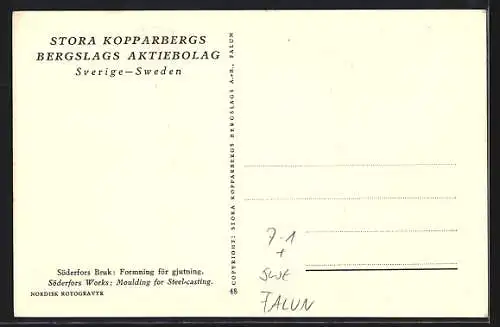 STORA KOPPARBERGS
BERGSLAGS AKTIEBOLAG
Sverige—Sweden
COPYRIGHT: STORA KOPPARBERGS BERGSLAGS A.-B., FALUN
7-1
+
SWE
FALUN
Söderfors Bruk: Formning för gjutning.
Söderfors Works: Moulding for Steel-casting.
NORDISK ROTOGRAVYR
48